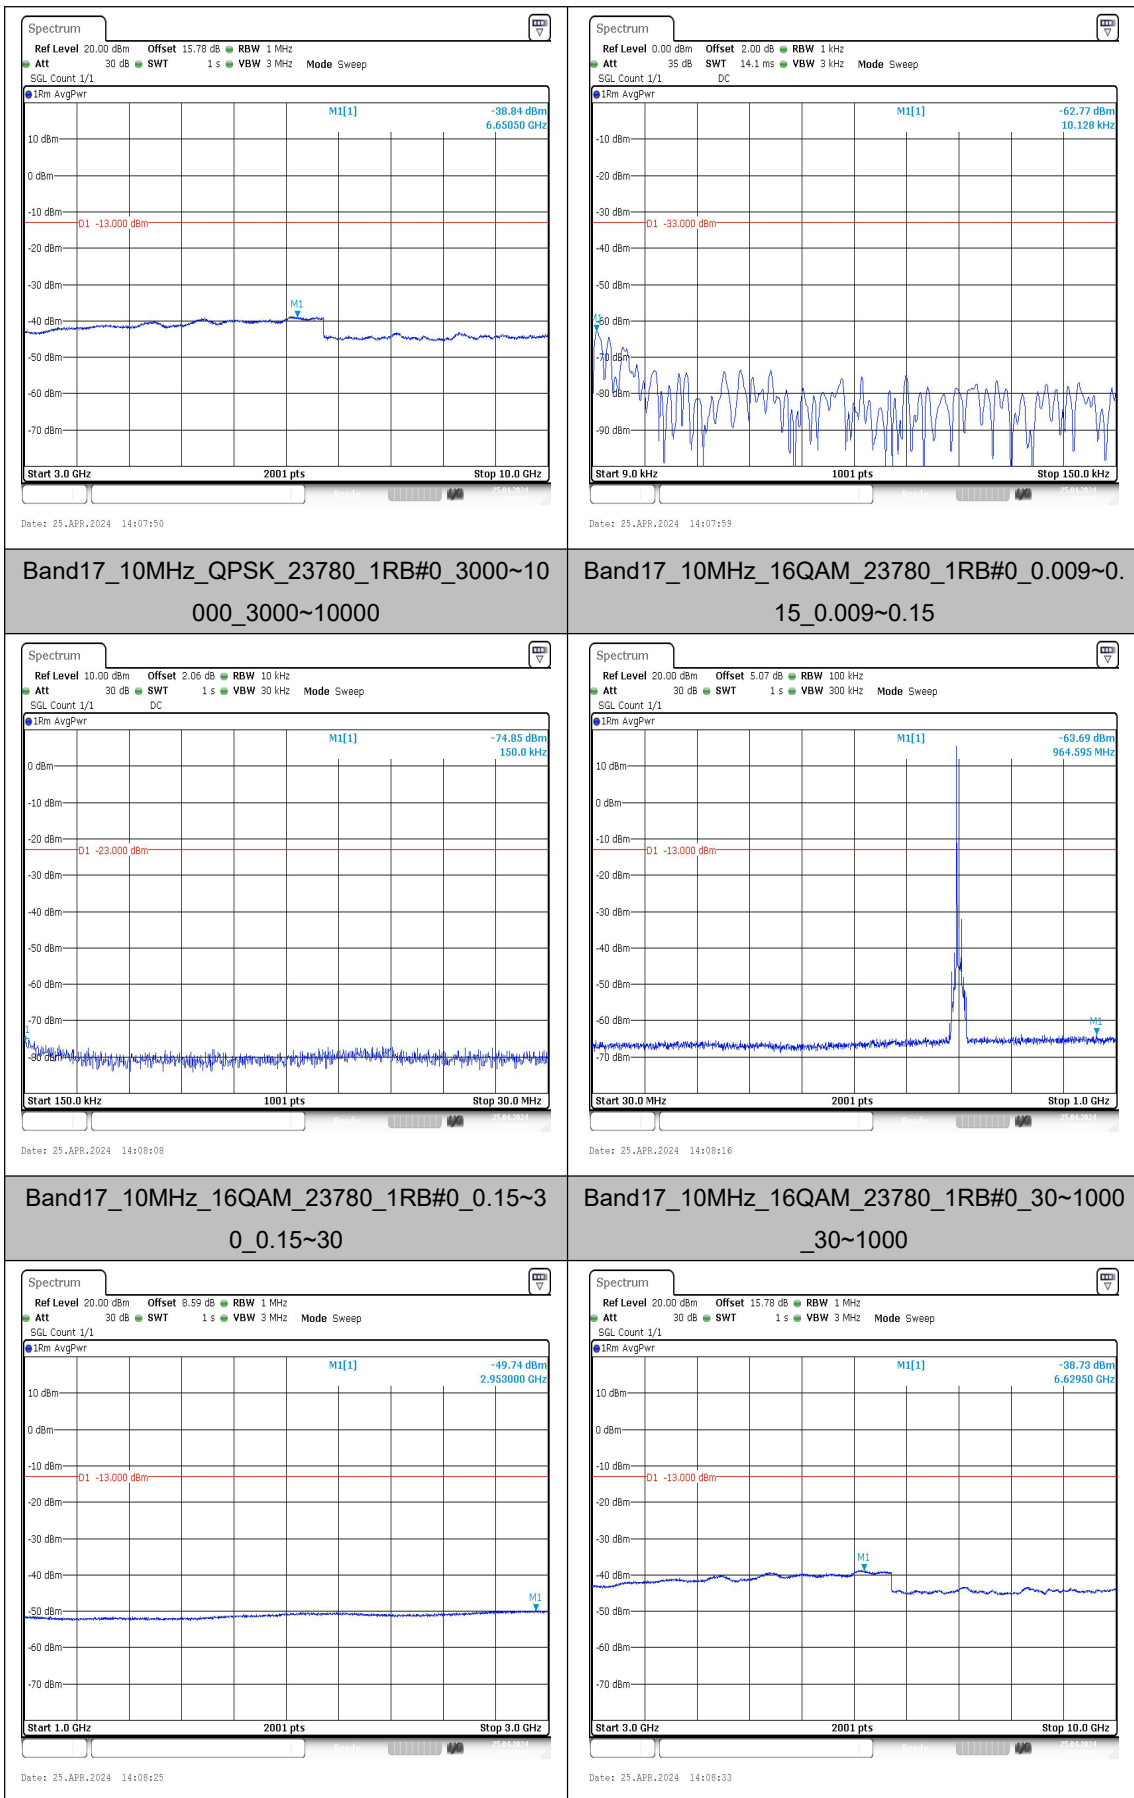 Spectrum
Ref Level 20.00 dBm Offset 15.78 dB RBW 1 MHz
Att 30 dB SWT 1 s VBW 3 MHz Mode Sweep
SGL Count 1/1
1Rm AvgPwr
M1[1] -38.84 dBm
6.65050 GHz
10 dBm
0 dBm
-10 dBm
D1 -13.000 dBm
-20 dBm
-30 dBm
M1
-40 dBm
-50 dBm
-60 dBm
-70 dBm
Start 3.0 GHz 2001 pts Stop 10.0 GHz
Date: 25.APR.2024 14:07:50
Spectrum
Ref Level 0.00 dBm Offset 2.00 dB RBW 1 kHz
Att 35 dB SWT 14.1 ms VBW 3 kHz Mode Sweep
SGL Count 1/1 DC
1Rm AvgPwr
M1[1] -62.77 dBm
10.128 kHz
-10 dBm
-20 dBm
-30 dBm
D1 -33.000 dBm
-40 dBm
-50 dBm
-60 dBm
-70 dBm
-80 dBm
-90 dBm
Start 9.0 kHz 1001 pts Stop 150.0 kHz
Date: 25.APR.2024 14:07:59
Band17_10MHz_QPSK_23780_1RB#0_3000~10
000_3000~10000
Band17_10MHz_16QAM_23780_1RB#0_0.009~0.
15_0.009~0.15
Spectrum
Ref Level 10.00 dBm Offset 2.06 dB RBW 10 kHz
Att 30 dB SWT 1 s VBW 30 kHz Mode Sweep
SGL Count 1/1 DC
1Rm AvgPwr
M1[1] -74.85 dBm
150.0 kHz
0 dBm
-10 dBm
-20 dBm
D1 -23.000 dBm
-30 dBm
-40 dBm
-50 dBm
-60 dBm
-70 dBm
-80 dBm
Start 150.0 kHz 1001 pts Stop 30.0 MHz
Date: 25.APR.2024 14:08:08
Spectrum
Ref Level 20.00 dBm Offset 5.07 dB RBW 100 kHz
Att 30 dB SWT 1 s VBW 300 kHz Mode Sweep
SGL Count 1/1
1Rm AvgPwr
M1[1] -63.69 dBm
964.595 MHz
10 dBm
0 dBm
-10 dBm
D1 -13.000 dBm
-20 dBm
-30 dBm
-40 dBm
-50 dBm
-60 dBm
M1
-70 dBm
Start 30.0 MHz 2001 pts Stop 1.0 GHz
Date: 25.APR.2024 14:08:16
Band17_10MHz_16QAM_23780_1RB#0_0.15~3
0_0.15~30
Band17_10MHz_16QAM_23780_1RB#0_30~1000
_30~1000
Spectrum
Ref Level 20.00 dBm Offset 8.59 dB RBW 1 MHz
Att 30 dB SWT 1 s VBW 3 MHz Mode Sweep
SGL Count 1/1
1Rm AvgPwr
M1[1] -49.74 dBm
2.953000 GHz
10 dBm
0 dBm
-10 dBm
D1 -13.000 dBm
-20 dBm
-30 dBm
-40 dBm
M1
-50 dBm
-60 dBm
-70 dBm
Start 1.0 GHz 2001 pts Stop 3.0 GHz
Date: 25.APR.2024 14:08:25
Spectrum
Ref Level 20.00 dBm Offset 15.78 dB RBW 1 MHz
Att 30 dB SWT 1 s VBW 3 MHz Mode Sweep
SGL Count 1/1
1Rm AvgPwr
M1[1] -38.73 dBm
6.62950 GHz
10 dBm
0 dBm
-10 dBm
D1 -13.000 dBm
-20 dBm
-30 dBm
M1
-40 dBm
-50 dBm
-60 dBm
-70 dBm
Start 3.0 GHz 2001 pts Stop 10.0 GHz
Date: 25.APR.2024 14:08:33